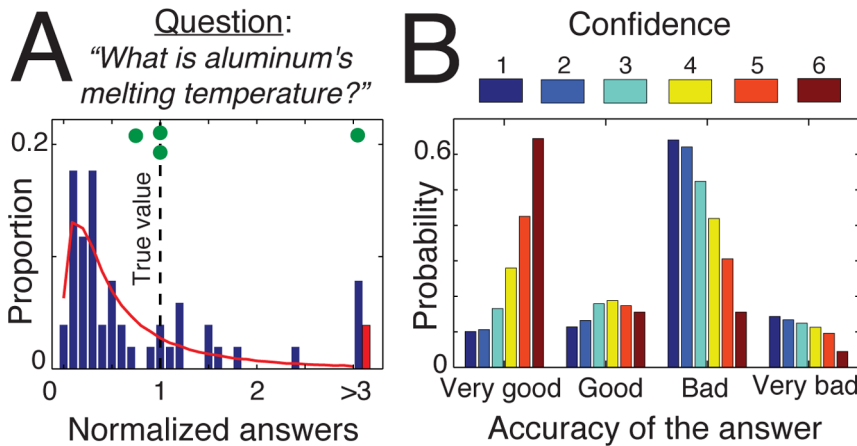 A
Question:
“What is aluminum's
melting temperature?”
0.2
0
Proportion
True value
0
1
2
>3
Normalized answers
B
Confidence
1 2 3 4 5 6
0.6
0
Probability
Very good Good Bad Very bad
Accuracy of the answer